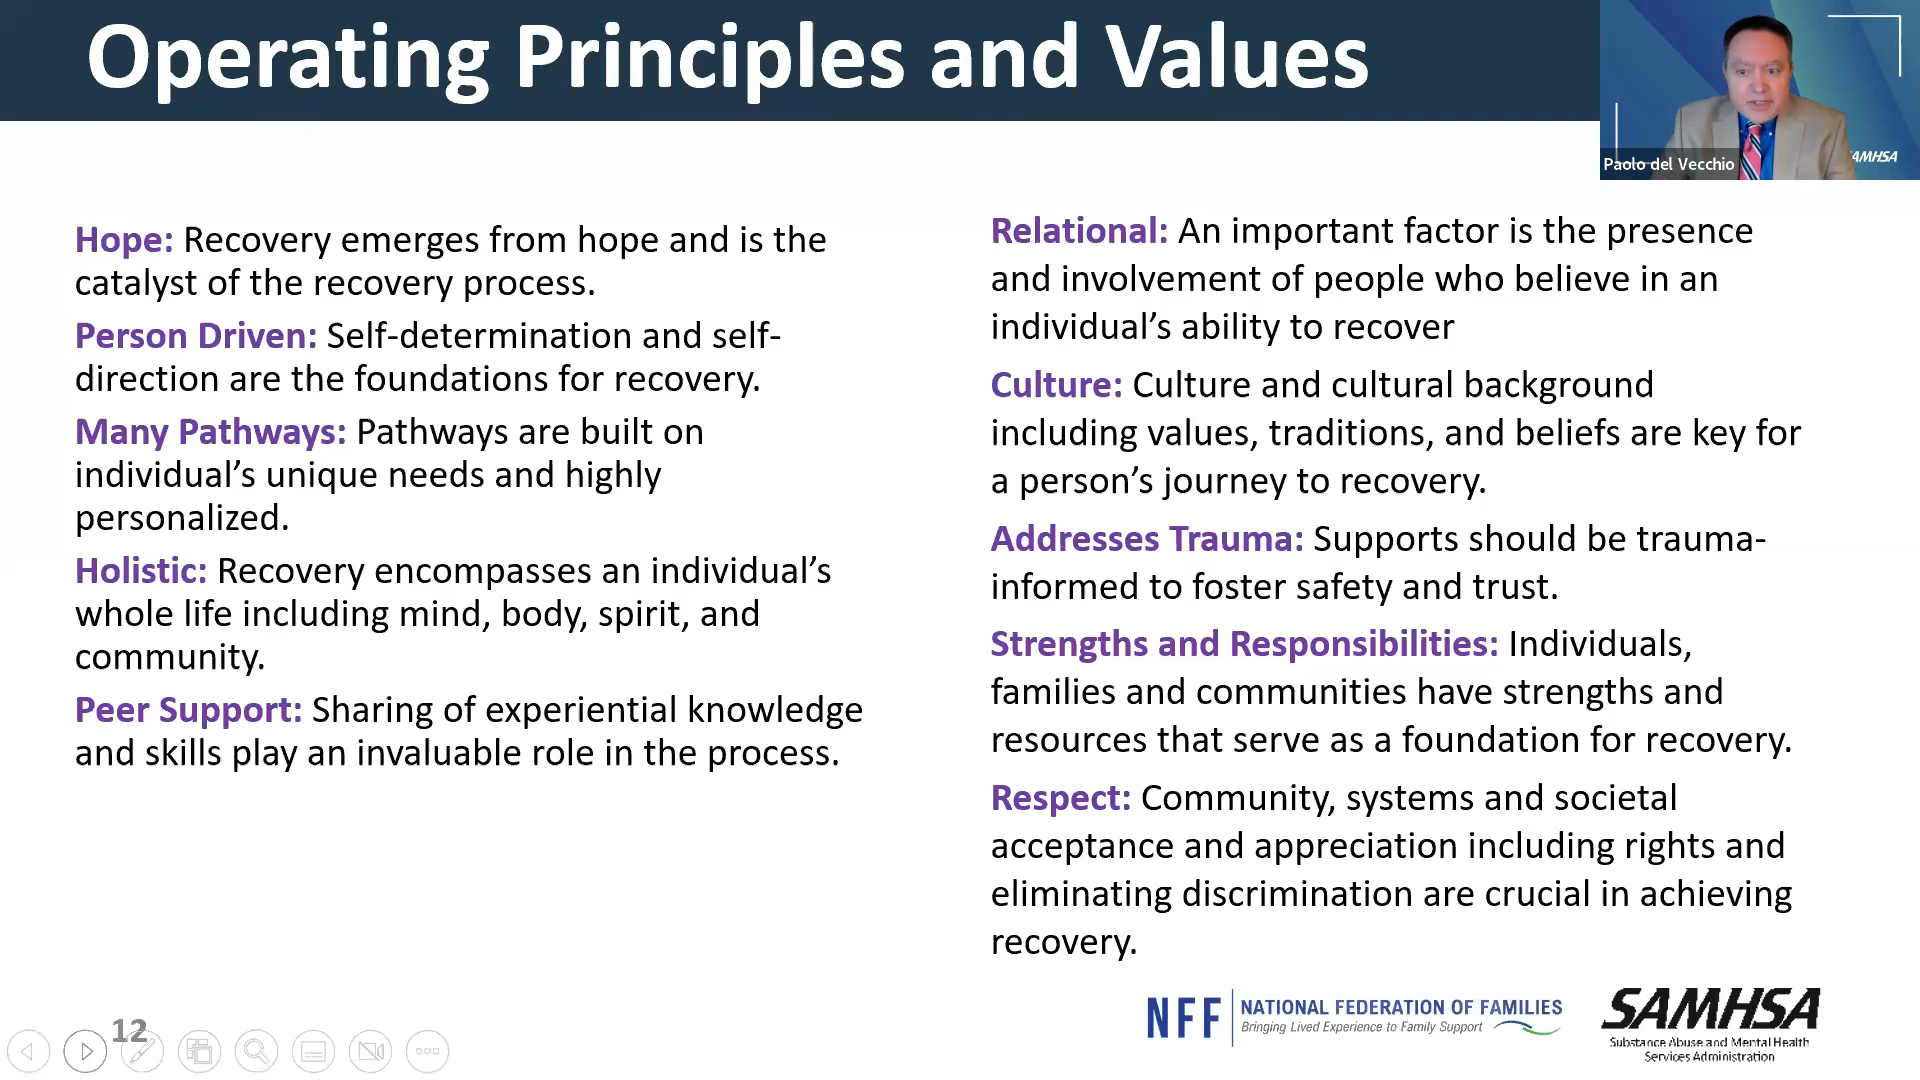 Operating Principles and Values
Paolo del Vecchio
SAMHSA
Hope: Recovery emerges from hope and is the
catalyst of the recovery process.
Person Driven: Self-determination and self-
direction are the foundations for recovery.
Many Pathways: Pathways are built on
individual’s unique needs and highly
personalized.
Holistic: Recovery encompasses an individual’s
whole life including mind, body, spirit, and
community.
Peer Support: Sharing of experiential knowledge
and skills play an invaluable role in the process.
Relational: An important factor is the presence
and involvement of people who believe in an
individual’s ability to recover
Culture: Culture and cultural background
including values, traditions, and beliefs are key for
a person’s journey to recovery.
Addresses Trauma: Supports should be trauma-
informed to foster safety and trust.
Strengths and Responsibilities: Individuals,
families and communities have strengths and
resources that serve as a foundation for recovery.
Respect: Community, systems and societal
acceptance and appreciation including rights and
eliminating discrimination are crucial in achieving
recovery.
12
NFF
NATIONAL FEDERATION OF FAMILIES
Bringing Lived Experience to Family Support
SAMHSA
Substance Abuse and Mental Health
Services Administration